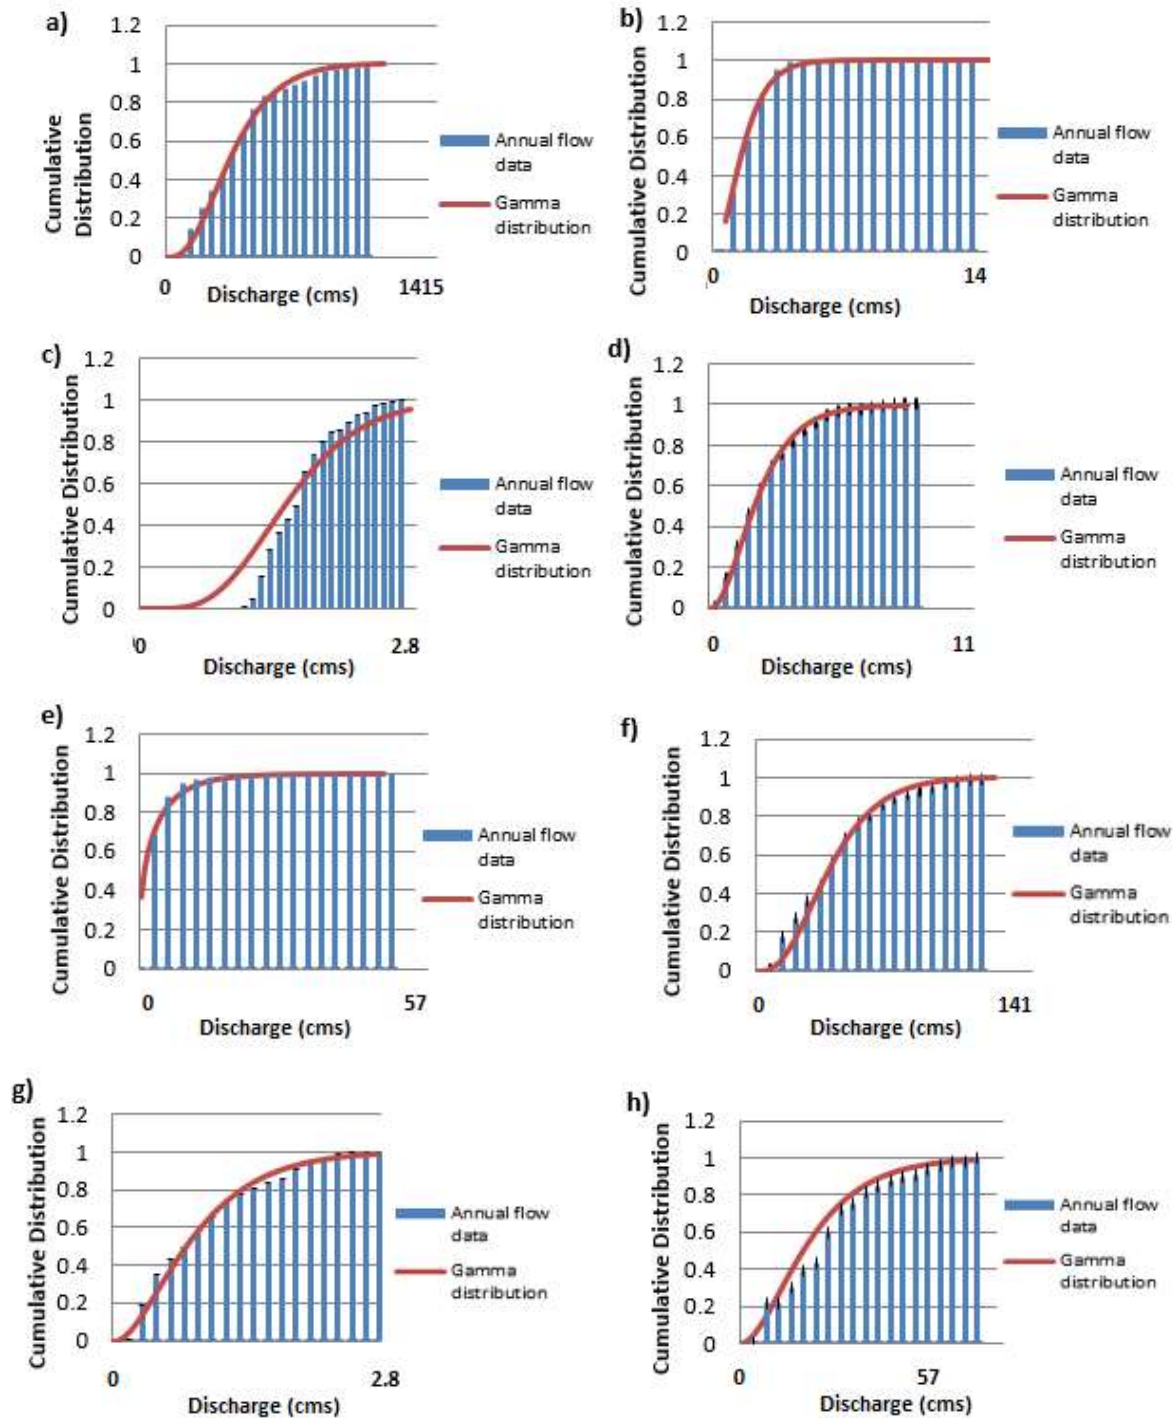 a)
1.2
1
0.8
0.6
0.4
0.2
0
Cumulative
Distribution
0
1415
Discharge (cms)
Annual flow
data
Gamma
distribution
b)
1.2
1
0.8
0.6
0.4
0.2
0
Cumulative Distribution
0
14
Discharge (cms)
Annual flow
data
Gamma
distribution
c)
1.2
1
0.8
0.6
0.4
0.2
0
Cumulative Distribution
0
2.8
Discharge (cms)
Annual flow
data
Gamma
distribution
d)
1.2
1
0.8
0.6
0.4
0.2
0
Cumulative Distribution
0
11
Discharge (cms)
Annual flow
data
Gamma
distribution
e)
1.2
1
0.8
0.6
0.4
0.2
0
Cumulative Distribution
0
57
Discharge (cms)
Annual flow
data
Gamma
distribution
f)
1.2
1
0.8
0.6
0.4
0.2
0
Cumulative Distribution
0
141
Discharge (cms)
Annual flow
data
Gamma
distribution
g)
1.2
1
0.8
0.6
0.4
0.2
0
Cumulative Distribution
0
2.8
Discharge (cms)
Annual flow
data
Gamma
distribution
h)
1.2
1
0.8
0.6
0.4
0.2
0
Cumulative Distribution
0
57
Discharge (cms)
Annual flow
data
Gamma
distribution